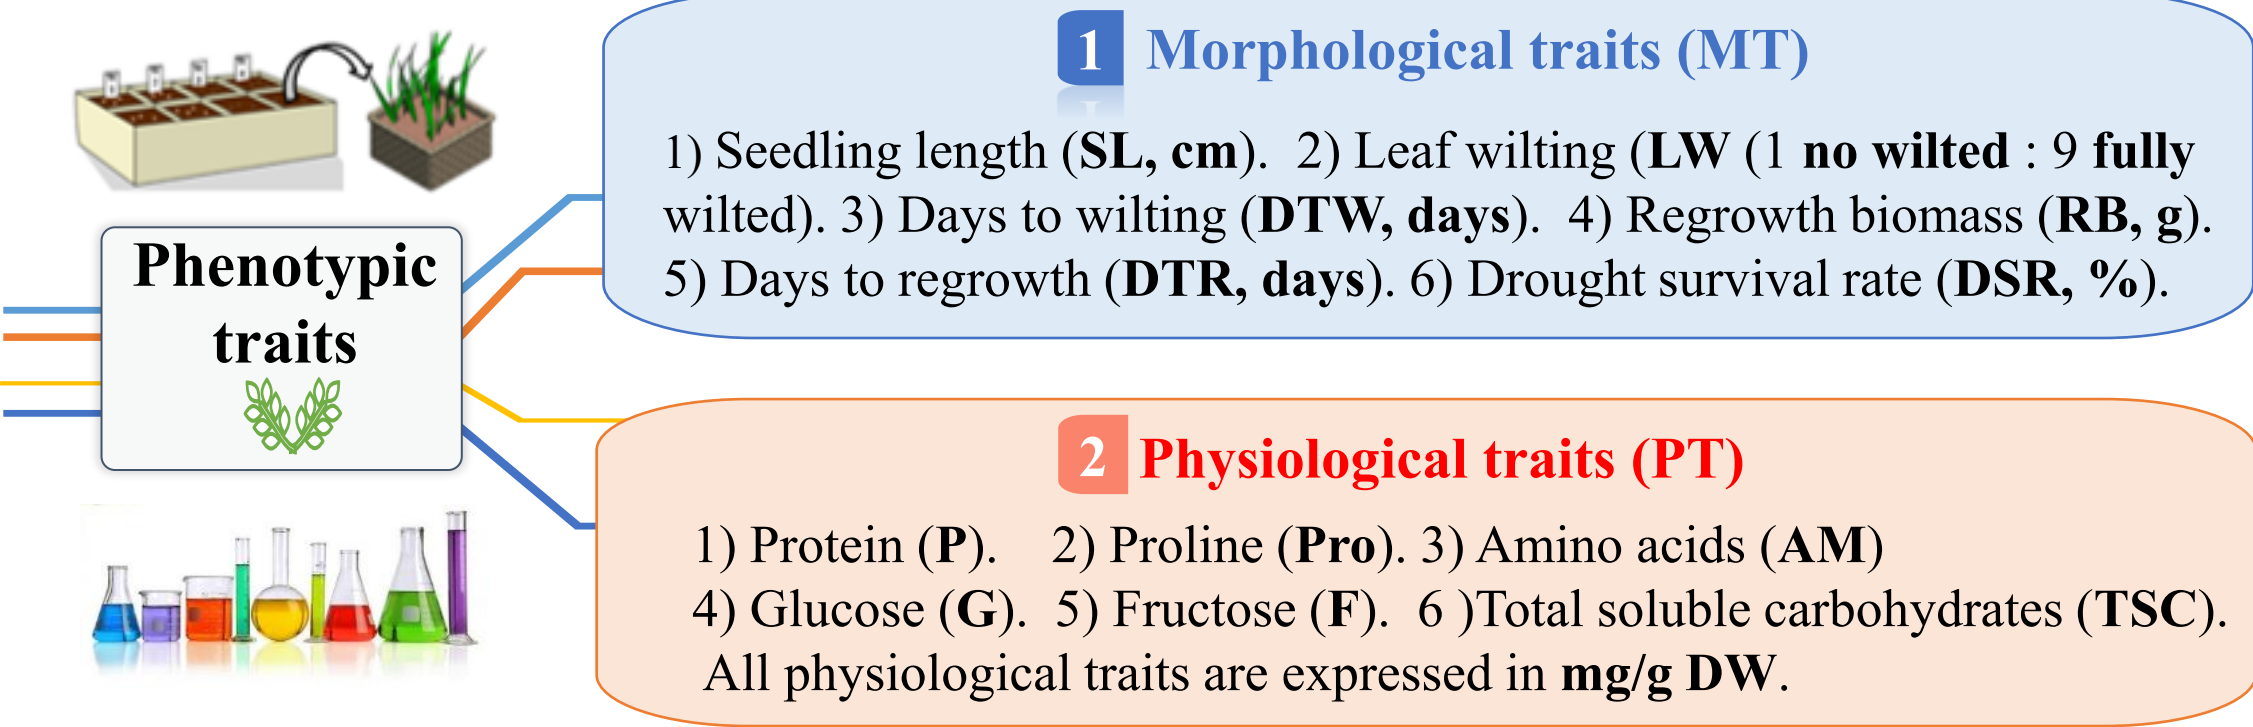 1 Morphological traits (MT)
1) Seedling length (SL, cm). 2) Leaf wilting (LW (1 no wilted : 9 fully
wilted). 3) Days to wilting (DTW, days). 4) Regrowth biomass (RB, g).
5) Days to regrowth (DTR, days). 6) Drought survival rate (DSR, %).
Phenotypic
traits
2 Physiological traits (PT)
1) Protein (P). 2) Proline (Pro). 3) Amino acids (AM)
4) Glucose (G). 5) Fructose (F). 6 )Total soluble carbohydrates (TSC).
All physiological traits are expressed in mg/g DW.